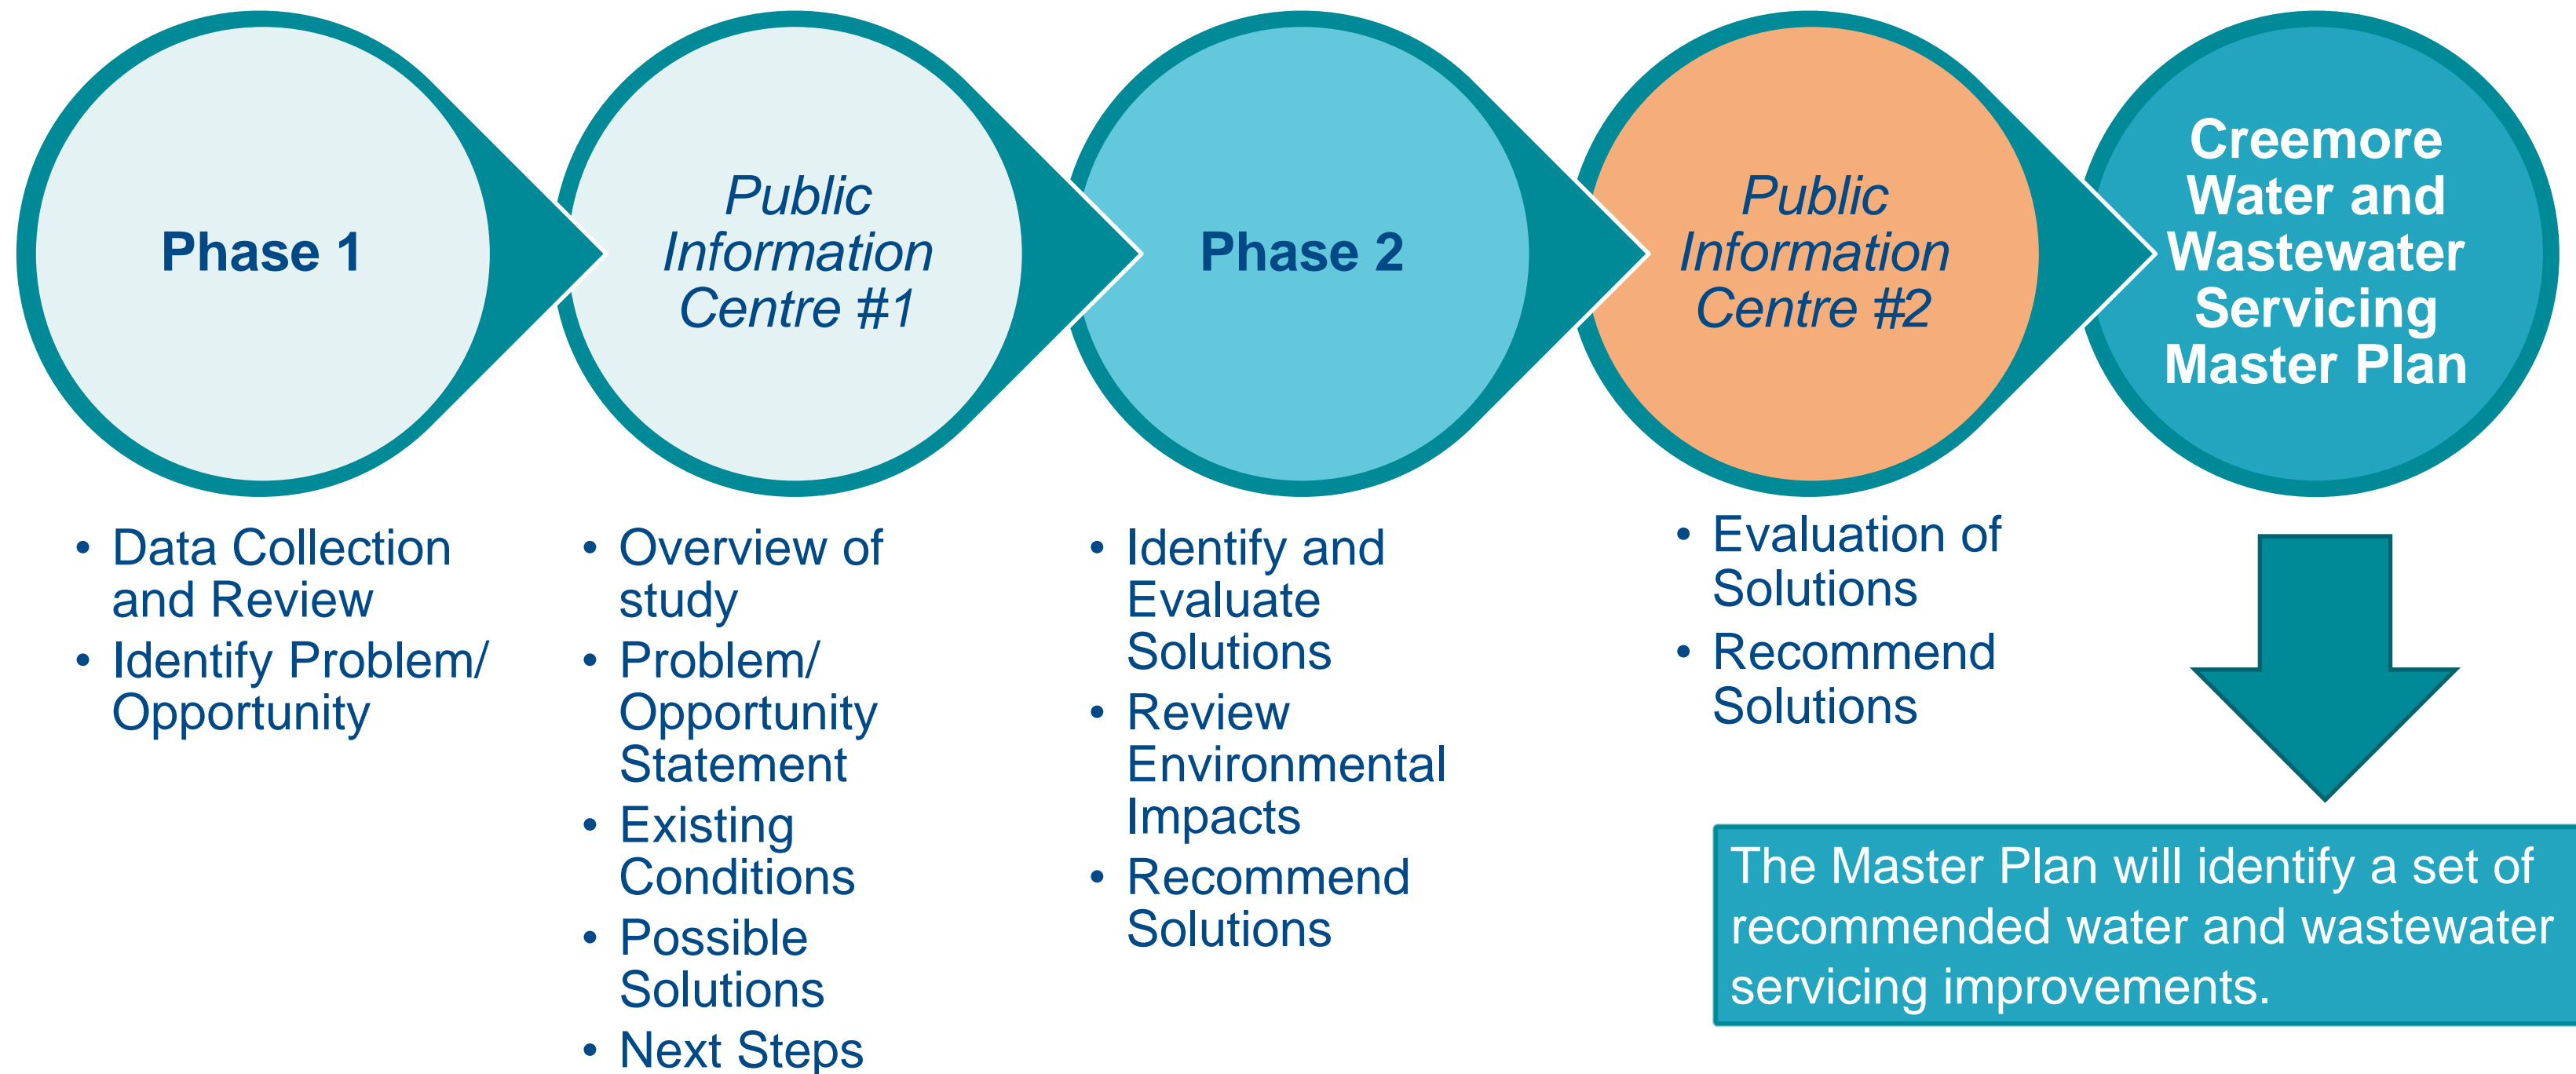 Phase 1
Public
Information
Centre #1
Phase 2
Public
Information
Centre #2
Creemore
Water and
Wastewater
Servicing
Master Plan
• Data Collection
and Review
• Identify Problem/
Opportunity
• Overview of
study
• Problem/
Opportunity
Statement
• Existing
Conditions
• Possible
Solutions
• Next Steps
• Identify and
Evaluate
Solutions
• Review
Environmental
Impacts
• Recommend
Solutions
• Evaluation of
Solutions
• Recommend
Solutions
The Master Plan will identify a set of
recommended water and wastewater
servicing improvements.